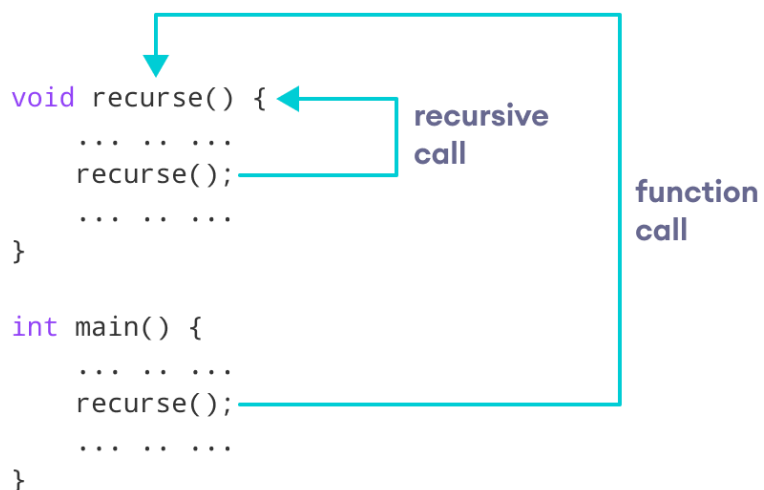 void recurse() {
... .. ...
recurse();
... .. ...
}
recursive
call
function
call
int main() {
... .. ...
recurse();
... .. ...
}